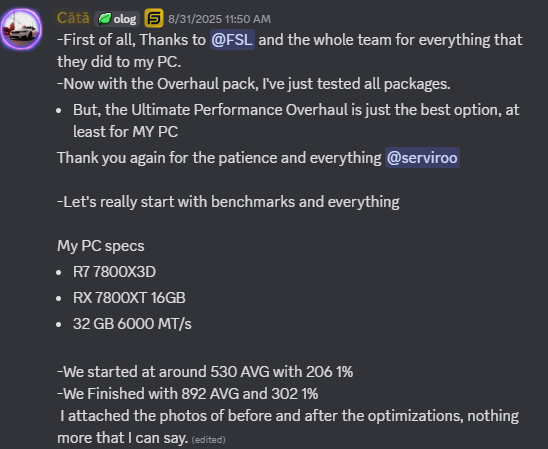 Cătă olog S 8/31/2025 11:50 AM
-First of all, Thanks to @FSL and the whole team for everything that
they did to my PC.
-Now with the Overhaul pack, I've just tested all packages.
• But, the Ultimate Performance Overhaul is just the best option, at
least for MY PC
Thank you again for the patience and everything @serviroo
-Let's really start with benchmarks and everything
My PC specs
• R7 7800X3D
• RX 7800XT 16GB
• 32 GB 6000 MT/s
-We started at around 530 AVG with 206 1%
-We Finished with 892 AVG and 302 1%
I attached the photos of before and after the optimizations, nothing
more that I can say. (edited)